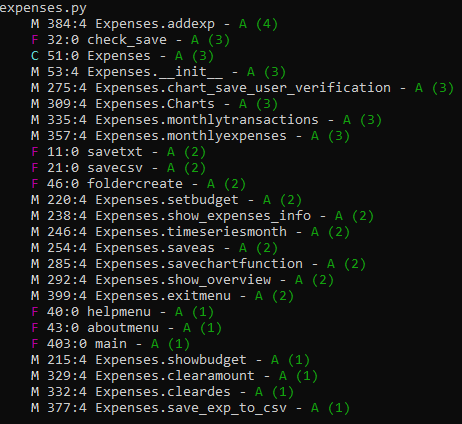 expenses.py
M 384:4 Expenses.addexp - A (4)
F 32:0 check_save - A (3)
C 51:0 Expenses - A (3)
M 53:4 Expenses.__init__ - A (3)
M 275:4 Expenses.chart_save_user_verification - A (3)
M 309:4 Expenses.Charts - A (3)
M 335:4 Expenses.monthlytransactions - A (3)
M 357:4 Expenses.monthlyexpenses - A (3)
F 11:0 savetxt - A (2)
F 21:0 savecsv - A (2)
F 46:0 foldercreate - A (2)
M 220:4 Expenses.setbudget - A (2)
M 238:4 Expenses.show_expenses_info - A (2)
M 246:4 Expenses.timeseriesmonth - A (2)
M 254:4 Expenses.saveas - A (2)
M 285:4 Expenses.savechartfunction - A (2)
M 292:4 Expenses.show_overview - A (2)
M 399:4 Expenses.exitmenu - A (2)
F 40:0 helpmenu - A (1)
F 43:0 aboutmenu - A (1)
F 403:0 main - A (1)
M 215:4 Expenses.showbudget - A (1)
M 329:4 Expenses.clearamount - A (1)
M 332:4 Expenses.cleardes - A (1)
M 377:4 Expenses.save_exp_to_csv - A (1)